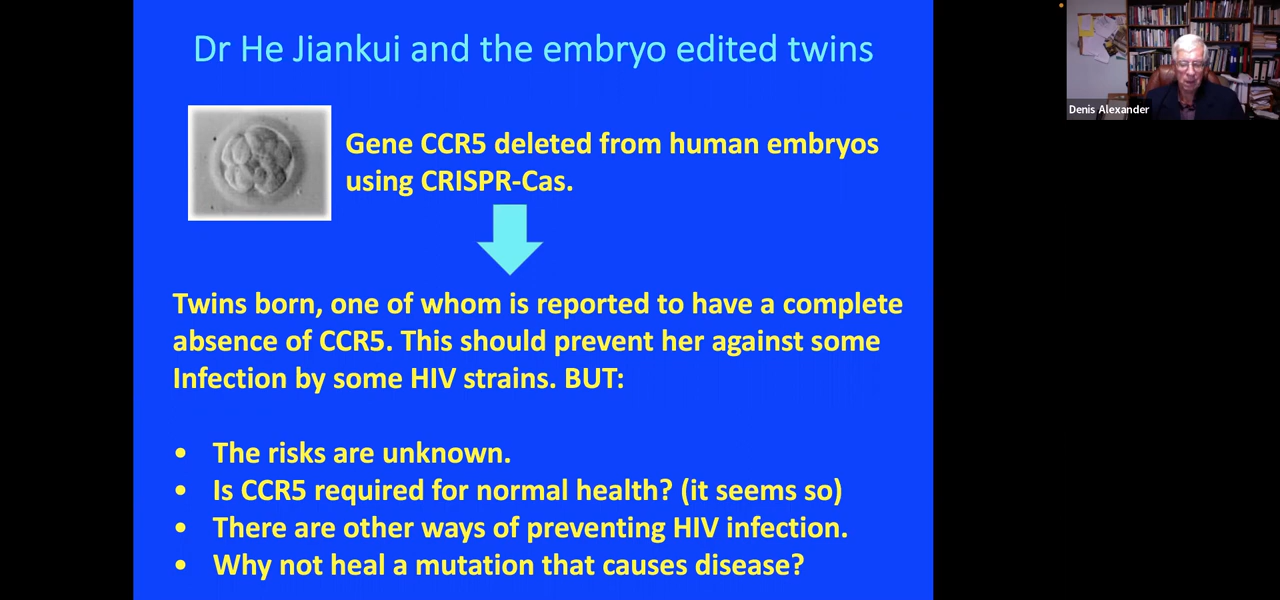 Dr He Jiankui and the embryo edited twins
Gene CCR5 deleted from human embryos
using CRISPR-Cas.
Twins born, one of whom is reported to have a complete
absence of CCR5. This should prevent her against some
Infection by some HIV strains. BUT:
• The risks are unknown.
• Is CCR5 required for normal health? (it seems so)
• There are other ways of preventing HIV infection.
• Why not heal a mutation that causes disease?
Denis Alexander